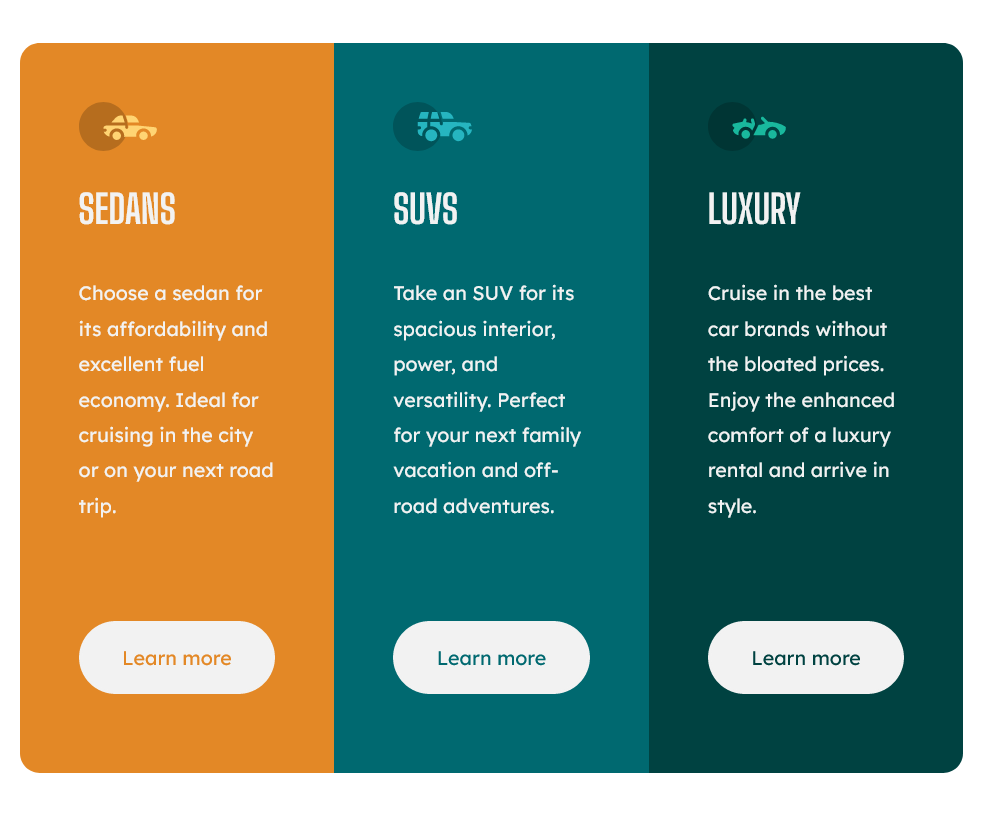 SEDANS
Choose a sedan for
its affordability and
excellent fuel
economy. Ideal for
cruising in the city
or on your next road
trip.
Learn more
SUVS
Take an SUV for its
spacious interior,
power, and
versatility. Perfect
for your next family
vacation and off-
road adventures.
Learn more
LUXURY
Cruise in the best
car brands without
the bloated prices.
Enjoy the enhanced
comfort of a luxury
rental and arrive in
style.
Learn more